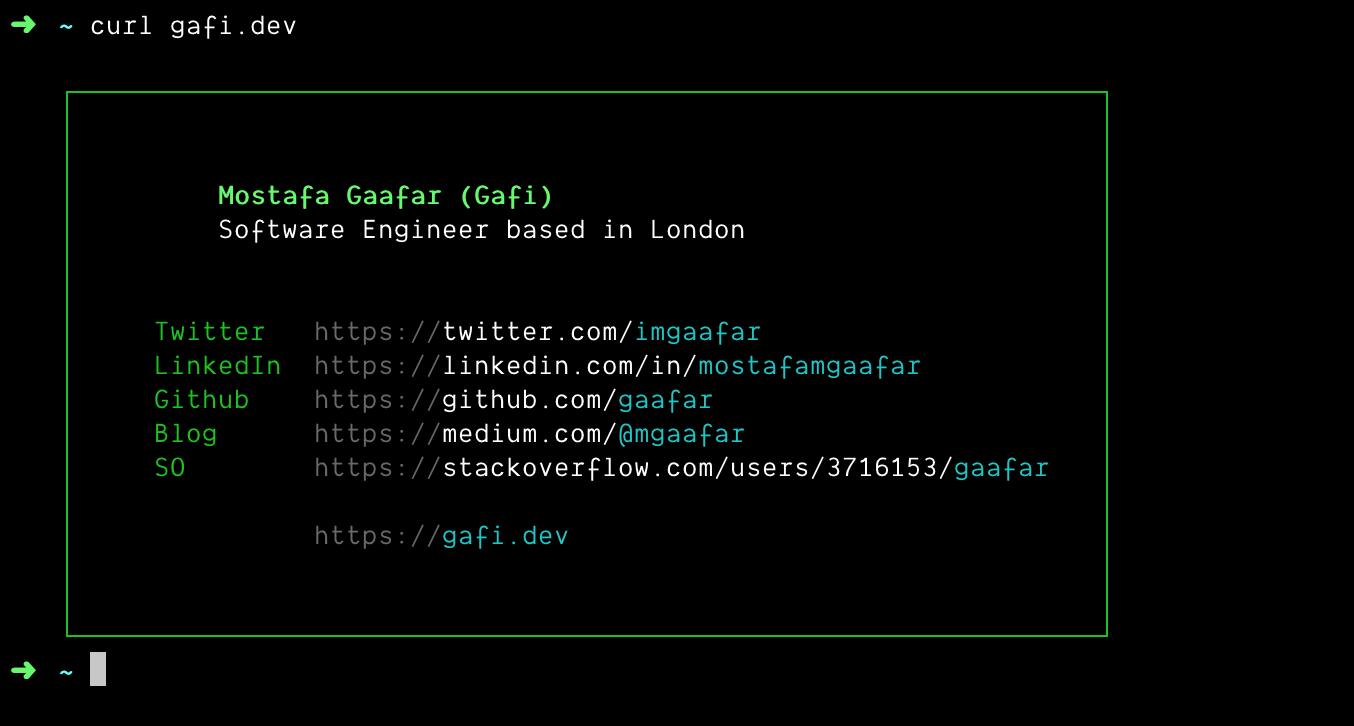 ➜ ~ curl gafi.dev
Mostafa Gaafar (Gafi)
Software Engineer based in London
Twitter https://twitter.com/imgaafar
LinkedIn https://linkedin.com/in/mostafamgaafar
Github https://github.com/gaafar
Blog https://medium.com/@mgaafar
SO https://stackoverflow.com/users/3716153/gaafar
https://gafi.dev
➜ ~